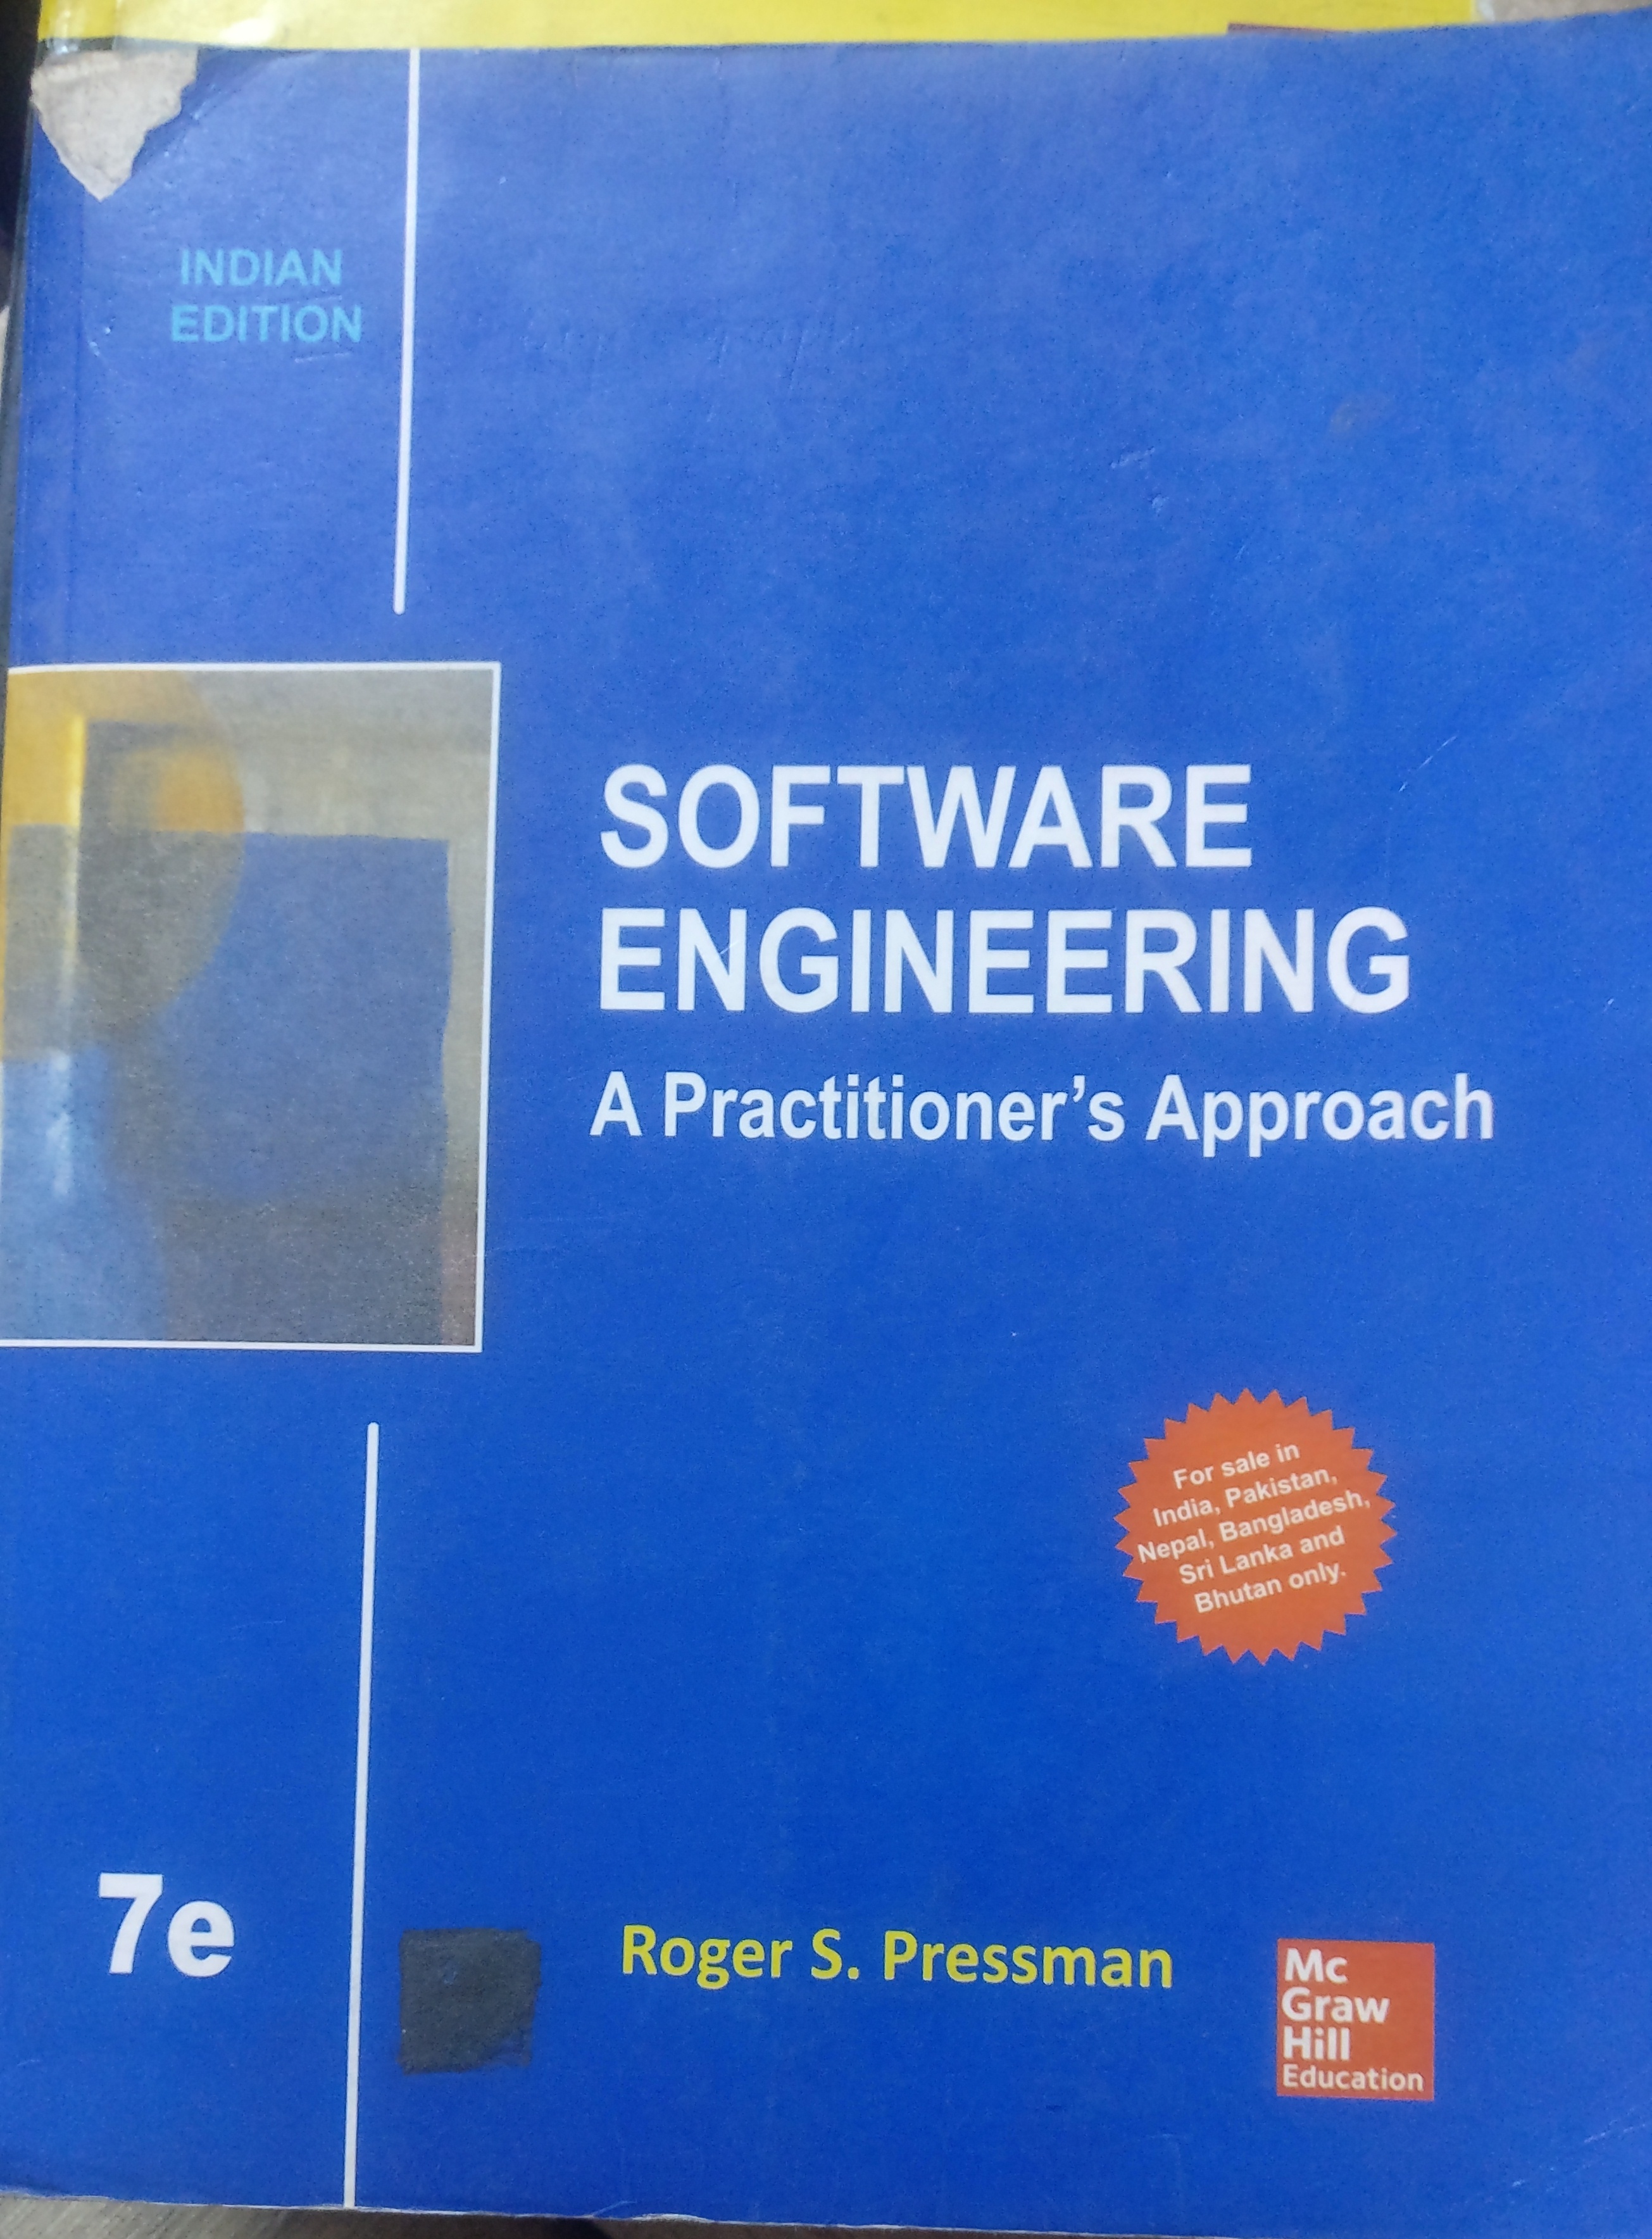 INDIAN
EDITION
SOFTWARE
ENGINEERING
A Practitioner’s Approach
For sale in
India, Pakistan,
Nepal, Bangladesh,
Sri Lanka and
Bhutan only.
7e
Roger S. Pressman
Mc
Graw
Hill
Education